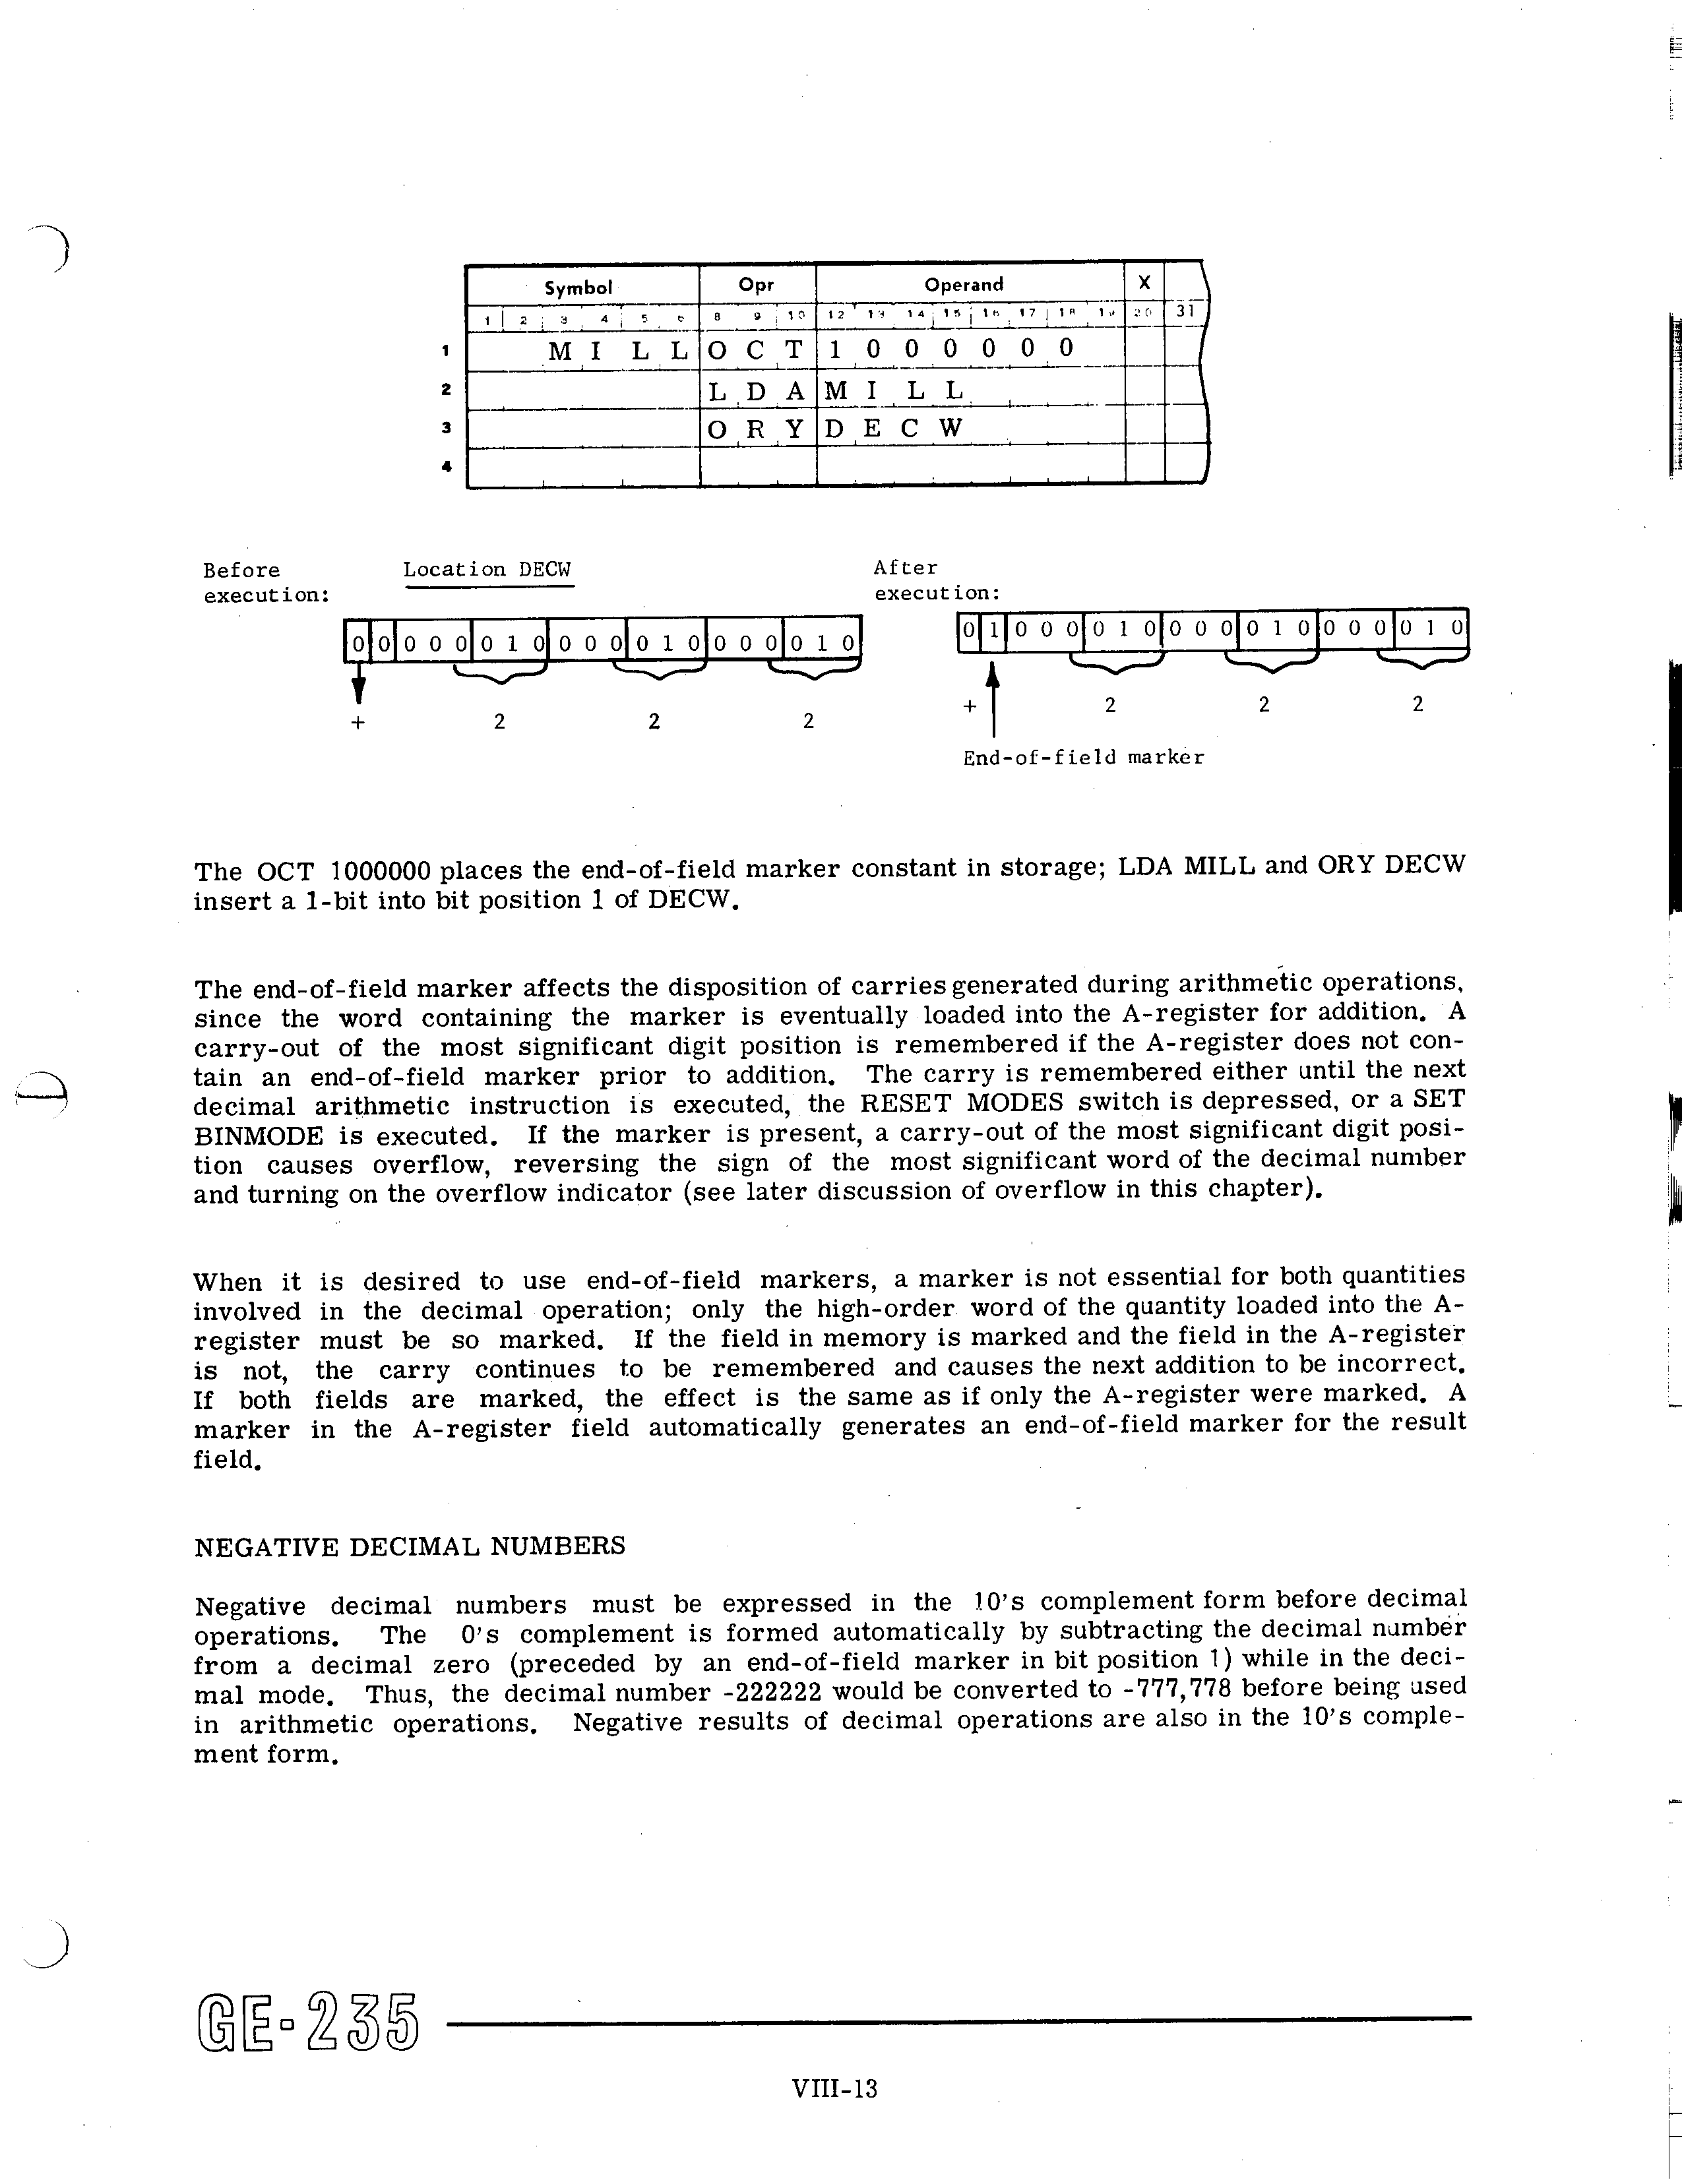 Symbol Opr Operand X
1 2 3 4 5 6 8 9 10 12 13 14 15 16 17 18 19 20 31
1 M I L L O C T 1 0 0 0 0 0 0
2 L D A M I L L
3 O R Y D E C W
4
Before Location DECW After
execution: execution:
0 0 0 0 0 0 1 0 0 0 0 0 1 0 0 0 0 0 1 0 0 1 0 0 0 0 1 0 0 0 0 0 1 0 0 0 0 0 1 0
+ 2 2 2 + 2 2 2
End-of-field marker
The OCT 1000000 places the end-of-field marker constant in storage; LDA MILL and ORY DECW
insert a 1-bit into bit position 1 of DECW.
The end-of-field marker affects the disposition of carries generated during arithmetic operations,
since the word containing the marker is eventually loaded into the A-register for addition. A
carry-out of the most significant digit position is remembered if the A-register does not con-
tain an end-of-field marker prior to addition. The carry is remembered either until the next
decimal arithmetic instruction is executed, the RESET MODES switch is depressed, or a SET
BINMODE is executed. If the marker is present, a carry-out of the most significant digit posi-
tion causes overflow, reversing the sign of the most significant word of the decimal number
and turning on the overflow indicator (see later discussion of overflow in this chapter).
When it is desired to use end-of-field markers, a marker is not essential for both quantities
involved in the decimal operation; only the high-order word of the quantity loaded into the A-
register must be so marked. If the field in memory is marked and the field in the A-register
is not, the carry continues to be remembered and causes the next addition to be incorrect.
If both fields are marked, the effect is the same as if only the A-register were marked. A
marker in the A-register field automatically generates an end-of-field marker for the result
field.
NEGATIVE DECIMAL NUMBERS
Negative decimal numbers must be expressed in the 10's complement form before decimal
operations. The 0's complement is formed automatically by subtracting the decimal number
from a decimal zero (preceded by an end-of-field marker in bit position 1) while in the deci-
mal mode. Thus, the decimal number -222222 would be converted to -777,778 before being used
in arithmetic operations. Negative results of decimal operations are also in the 10's comple-
ment form.
GE-235
VIII-13